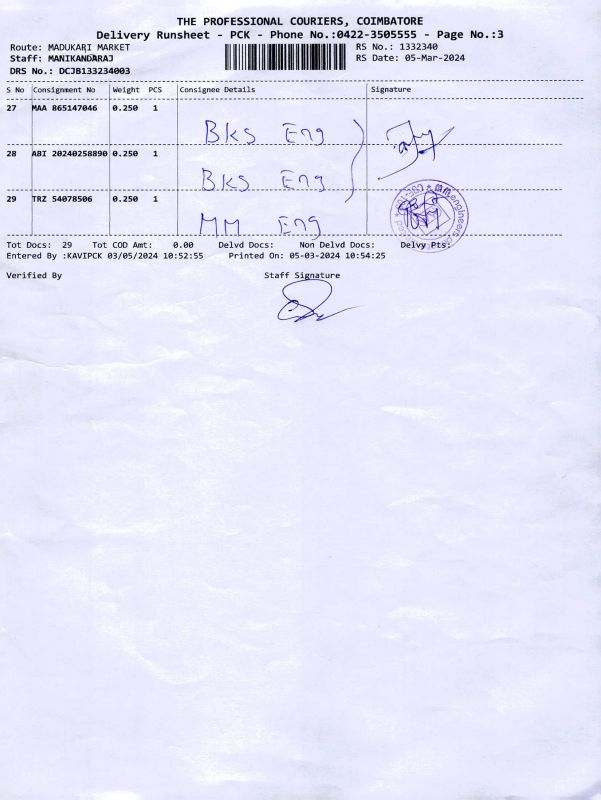 THE PROFESSIONAL COURIERS, COIMBATORE
Delivery Runsheet - PCK - Phone No.:0422-3505555 - Page No.:3
Route: MADUKARI MARKET
RS No.: 1332340
Staff: MANIKANDARAJ
RS Date: 05-Mar-2024
DRS No.: DCJB133234003
S No Consignment No Weight PCS Consignee Details Signature
27 MAA 865147046 0.250 1
Bks Eng
28 ABI 20240258890 0.250 1
Bks Eng
29 TRZ 54078506 0.250 1
MM Eng
Tot Docs: 29 Tot COD Amt: 0.00 Delvd Docs: Non Delvd Docs: Delvy Pts:
Entered By :KAVIPCK 03/05/2024 10:52:55 Printed On: 05-03-2024 10:54:25
Verified By Staff Signature